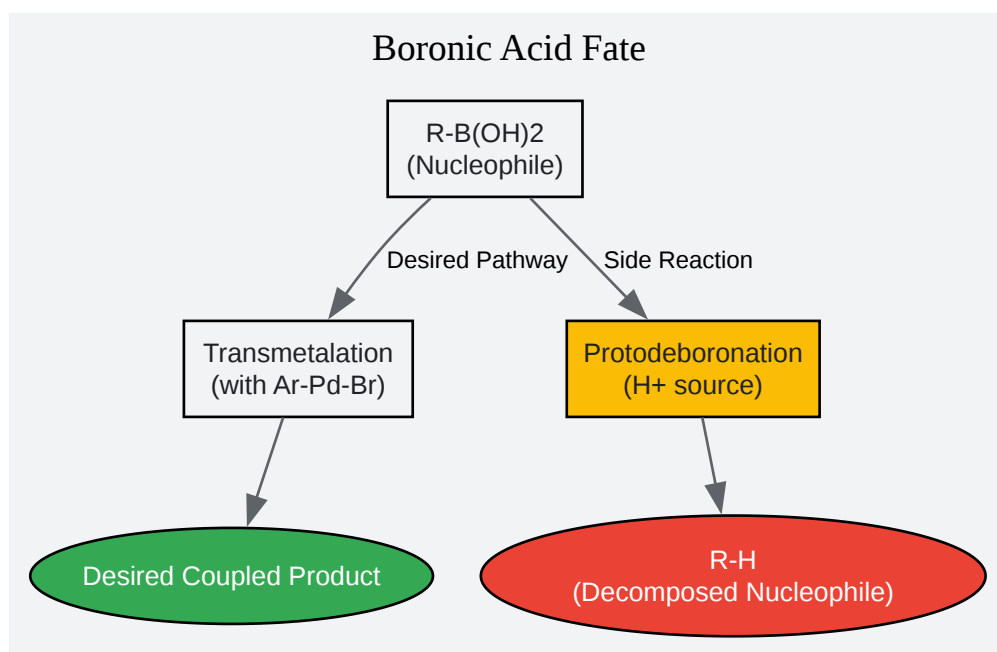 Boronic Acid Fate
R-B(OH)2
(Nucleophile)
Desired Pathway
Side Reaction
Transmetalation
(with Ar-Pd-Br)
Protodeboronation
(H+ source)
Desired Coupled Product
R-H
(Decomposed Nucleophile)